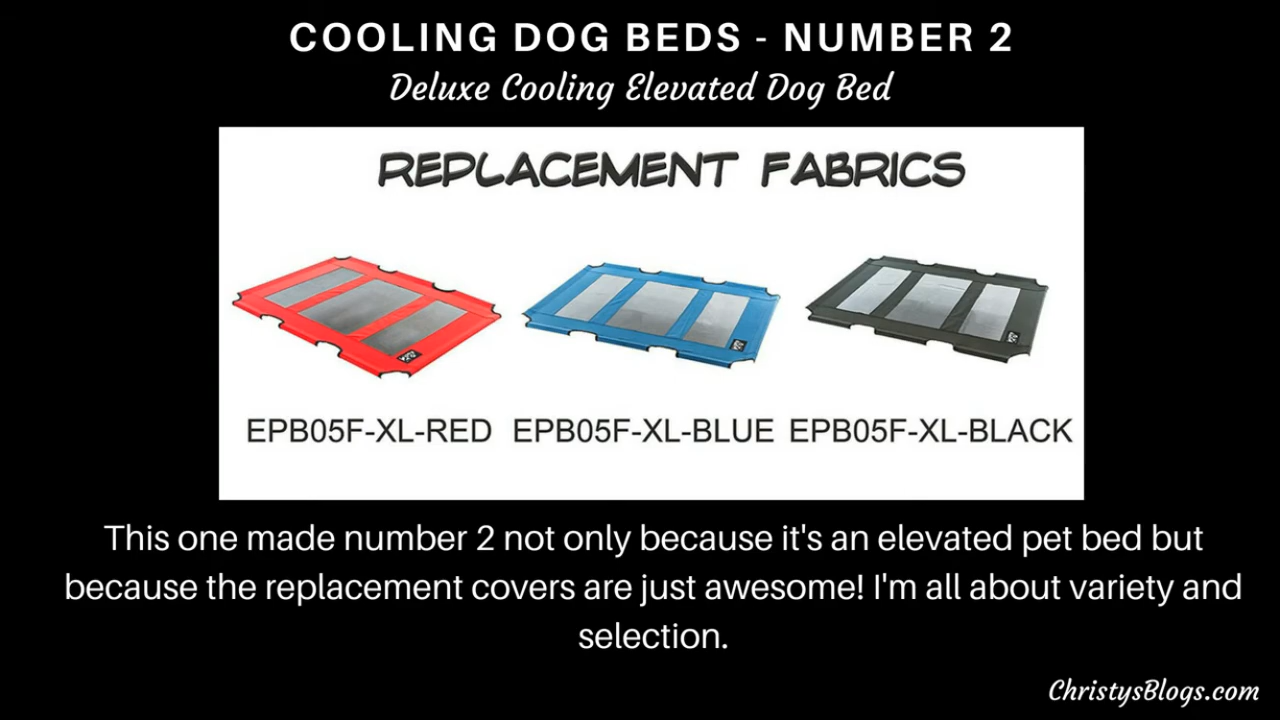 COOLING DOG BEDS - NUMBER 2
Deluxe Cooling Elevated Dog Bed
REPLACEMENT FABRICS
EPB05F-XL-RED EPB05F-XL-BLUE EPB05F-XL-BLACK
This one made number 2 not only because it's an elevated pet bed but
because the replacement covers are just awesome! I'm all about variety and
selection.
ChristysBlogs.com